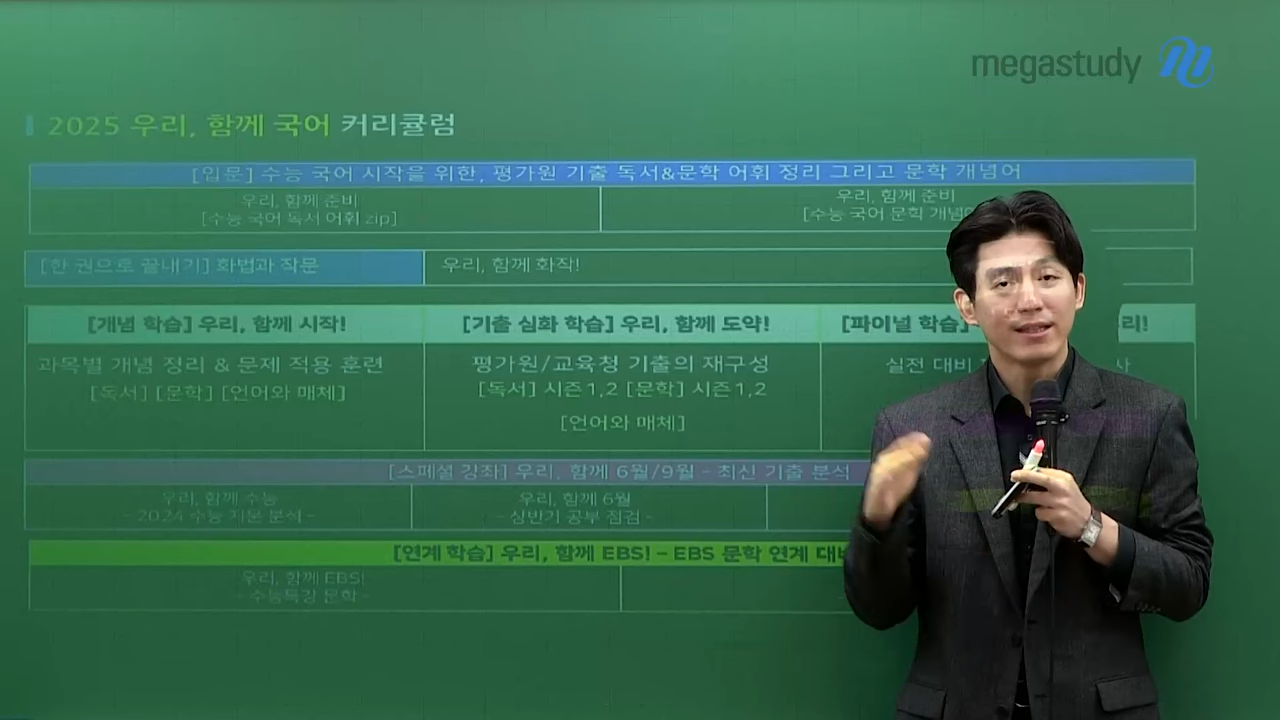 megastudy
2025 우리, 함께 국어 커리큘럼
[입문] 수능 국어 시작을 위한, 평가원 기출 독서&문학 어휘 정리 그리고 문학 개념어
우리, 함께 준비
[수능 국어 독서 어휘 zip]
우리, 함께 준비
[수능 국어 문학 개념
[한 권으로 끝내기] 화법과 작문
우리, 함께 화작!
[개념 학습] 우리, 함께 시작!
[기출 심화 학습] 우리, 함께 도약!
[파이널 학습]
리!
과목별 개념 정리 & 문제 적용 훈련
[독서] [문학] [언어와 매체]
평가원/교육청 기출의 재구성
[독서] 시즌1,2 [문학] 시즌1,2
[언어와 매체]
실전 대비
[스페셜 강좌] 우리, 함께 6월/9월 - 최신 기출 분석
우리, 함께 수능
- 2024 수능 지문 분석 -
우리, 함께 6월
- 상반기 공부 점검 -
[연계 학습] 우리, 함께 EBS! - EBS 문학 연계 대비
우리, 함께 EBS!
- 수능특강 문학 -